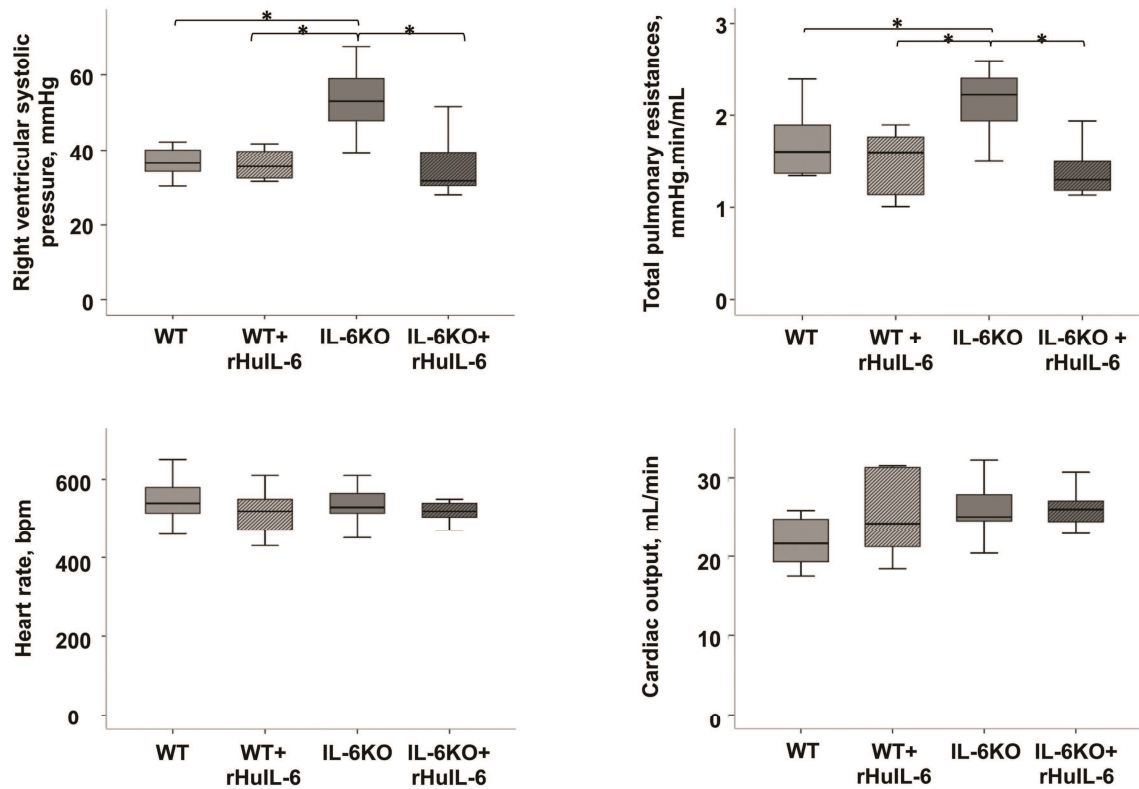 Right ventricular systolic
pressure, mmHg
60
40
20
0
*
*
*
WT
WT+
rHuIL-6
IL-6KO
IL-6KO+
rHuIL-6
Total pulmonary resistances,
mmHg.min/mL
3
2
1
0
*
*
*
WT
WT +
rHuIL-6
IL-6KO
IL-6KO +
rHuIL-6
Heart rate, bpm
600
400
200
0
WT
WT+
rHuIL-6
IL-6KO
IL-6KO+
rHuIL-6
Cardiac output, mL/min
30
20
10
0
WT
WT+
rHuIL-6
IL-6KO
IL-6KO+
rHuIL-6